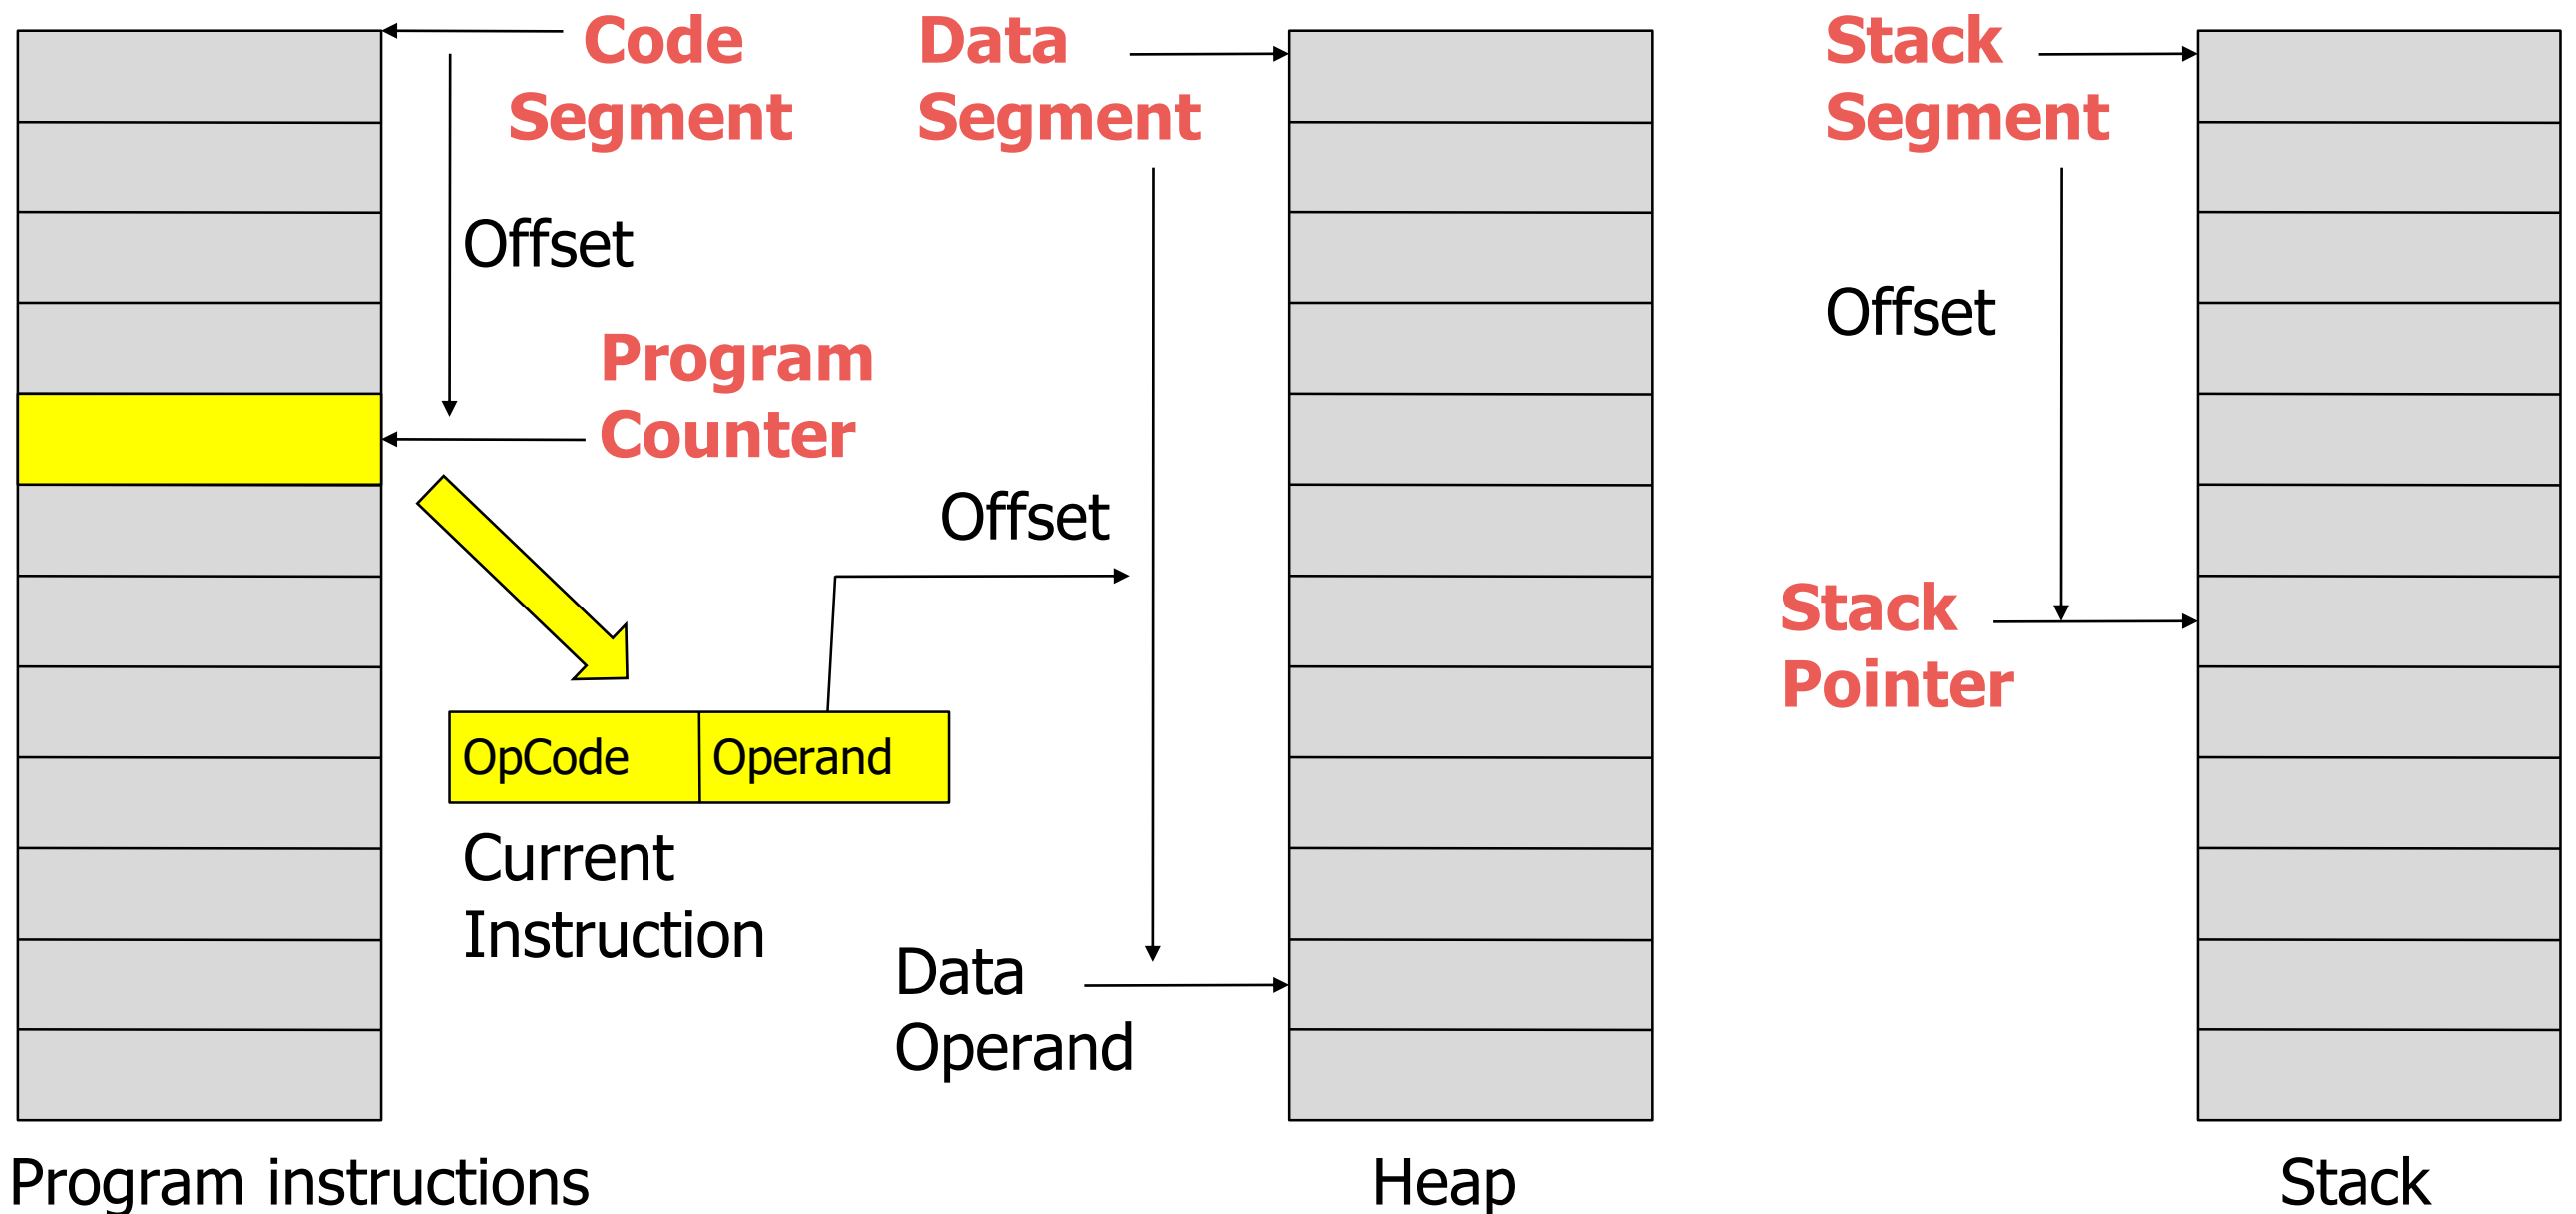 Code
Segment
Offset
Program
Counter
OpCode
Operand
Current
Instruction
Data
Segment
Offset
Data
Operand
Stack
Segment
Offset
Stack
Pointer
Program instructions
Heap
Stack